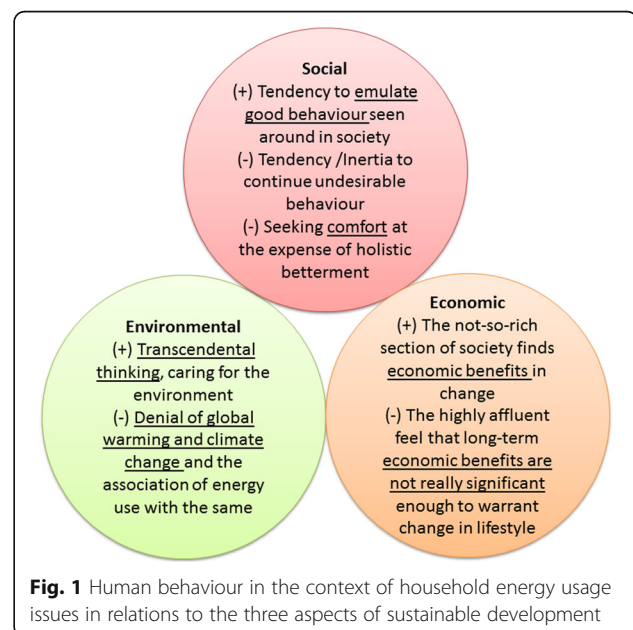 Social
(+) Tendency to emulate
good behaviour seen
around in society
(-) Tendency /Inertia to
continue undesirable
behaviour
(-) Seeking comfort at
the expense of holistic
betterment
Environmental
(+) Transcendental
thinking, caring for the
environment
(-) Denial of global
warming and climate
change and the
association of energy
use with the same
Economic
(+) The not-so-rich
section of society finds
economic benefits in
change
(-) The highly affluent
feel that long-term
economic benefits are
not really significant
enough to warrant
change in lifestyle
Fig. 1 Human behaviour in the context of household energy usage
issues in relations to the three aspects of sustainable development